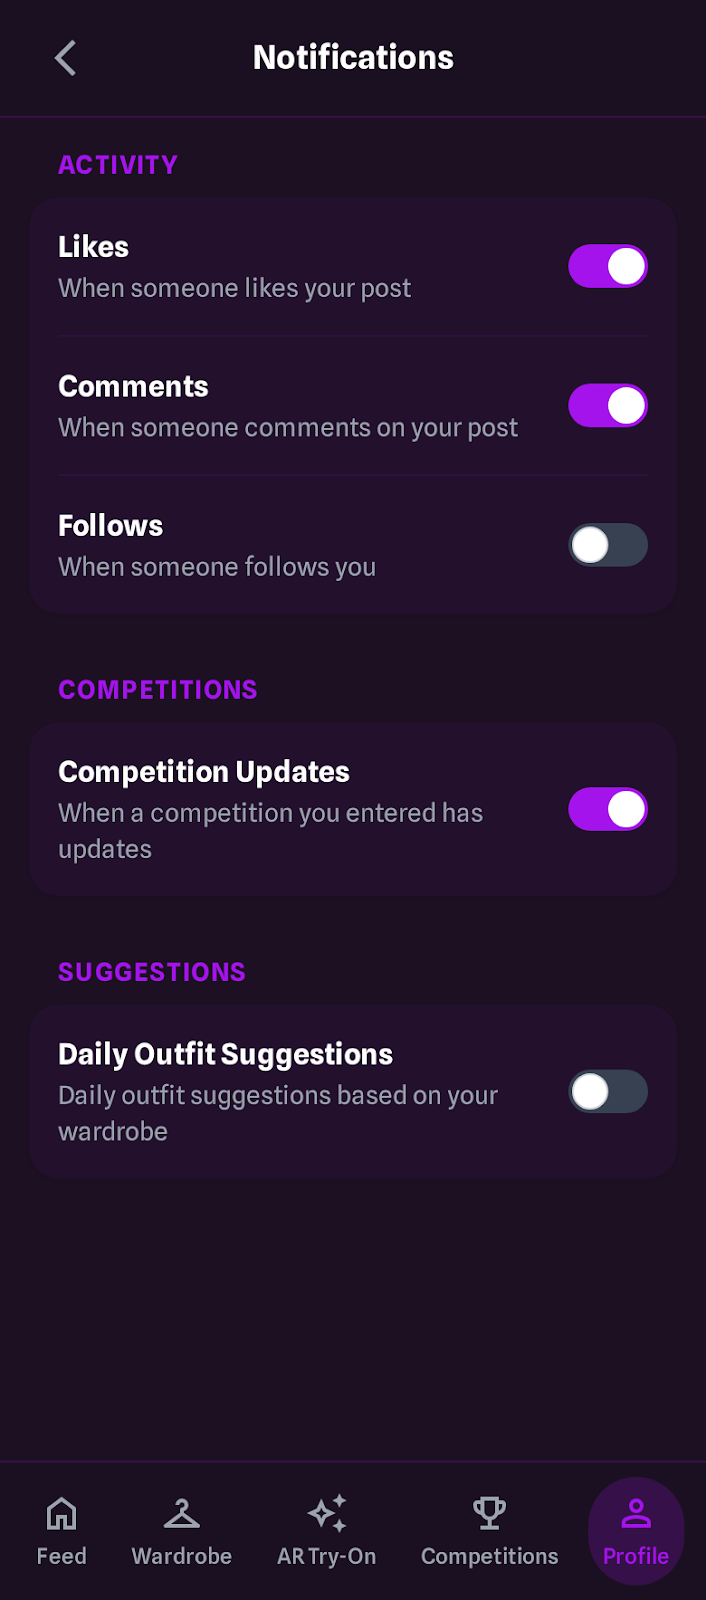 Notifications
ACTIVITY
Likes
When someone likes your post
Comments
When someone comments on your post
Follows
When someone follows you
COMPETITIONS
Competition Updates
When a competition you entered has
updates
SUGGESTIONS
Daily Outfit Suggestions
Daily outfit suggestions based on your
wardrobe
Feed Wardrobe AR Try-On Competitions Profile